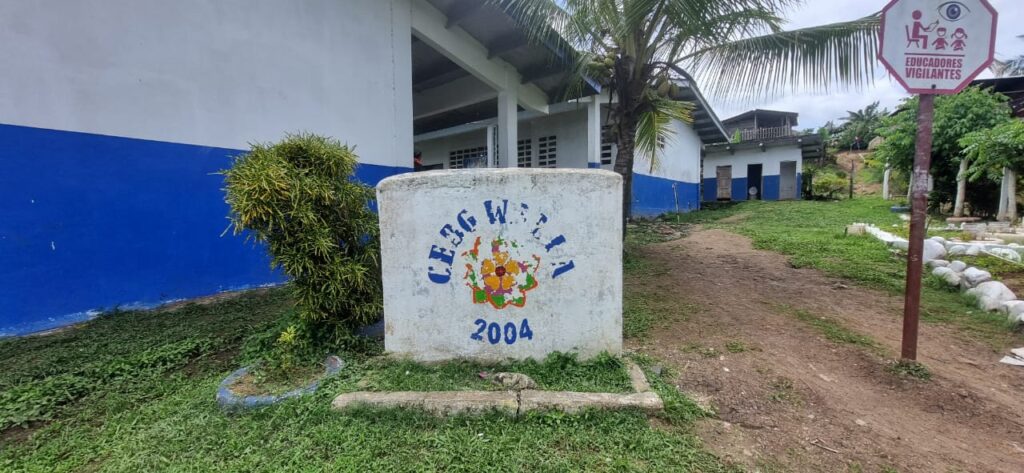 CEBG
2004
EDUCADORES
VIGILANTES